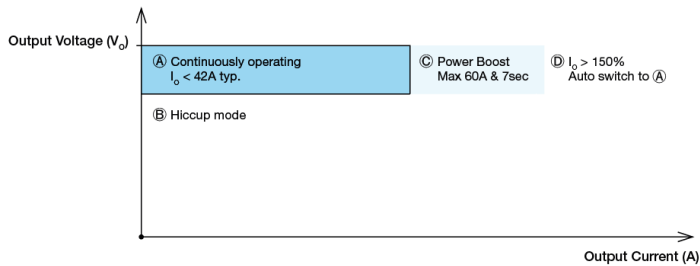 Output Voltage (Vo)
Ⓐ Continuously operating
Io < 42A typ.
Ⓒ Power Boost
Max 60A & 7sec
Ⓓ Io > 150%
Auto switch to Ⓐ
Ⓑ Hiccup mode
Output Current (A)